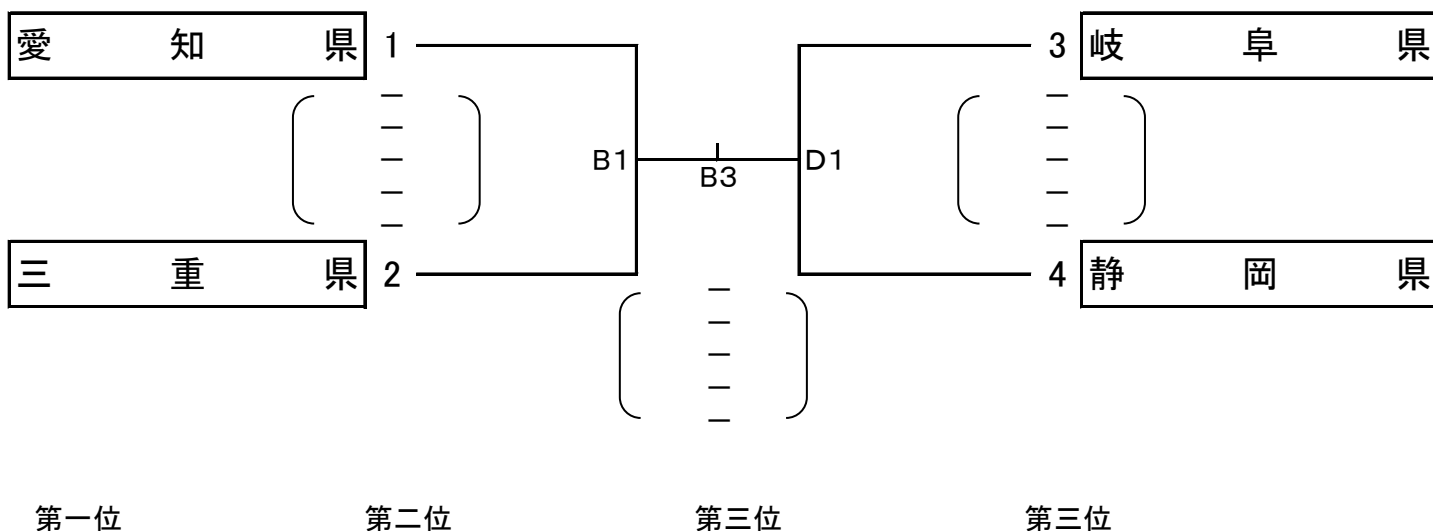 愛知県 1 3 岐阜県
— —
— —
B1 — B3 D1 —
— —
— —
三重県 2 4 静岡県
—
—
—
—
—
第一位 第二位 第三位 第三位